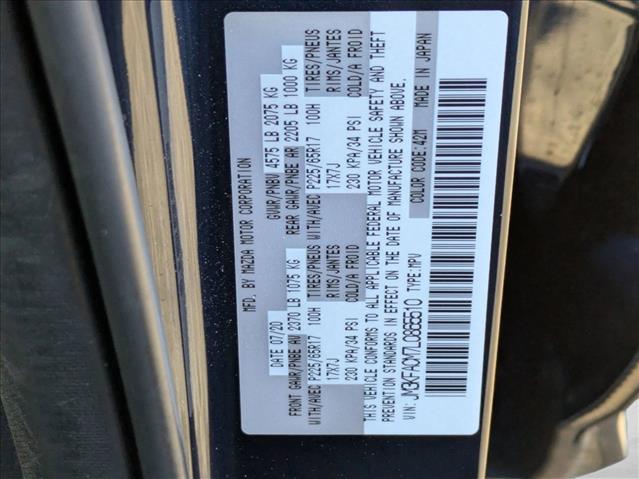 MFD. BY MAZDA MOTOR CORPORATION
DATE 07/20 GVWR/PNBV 4575 LB 2075 KG
FRONT GAWR/PNBE AV 2370 LB 1075 KG REAR GAWR/PNBE AR 2205 LB 1000 KG
WITH/AVEC P225/65R17 100H TIRES/PNEUS WITH/AVEC P225/65R17 100H TIRES/PNEUS
17X7J RIMS/JANTES 17X7J RIMS/JANTES
230 KPA/34 PSI COLD/A FROID 230 KPA/34 PSI COLD/A FROID
THIS VEHICLE CONFORMS TO ALL APPLICABLE FEDERAL MOTOR VEHICLE SAFETY AND THEFT
PREVENTION STANDARDS IN EFFECT ON THE DATE OF MANUFACTURE SHOWN ABOVE.
VIN: TYPE:MPV COLOR CODE:42M MADE IN JAPAN